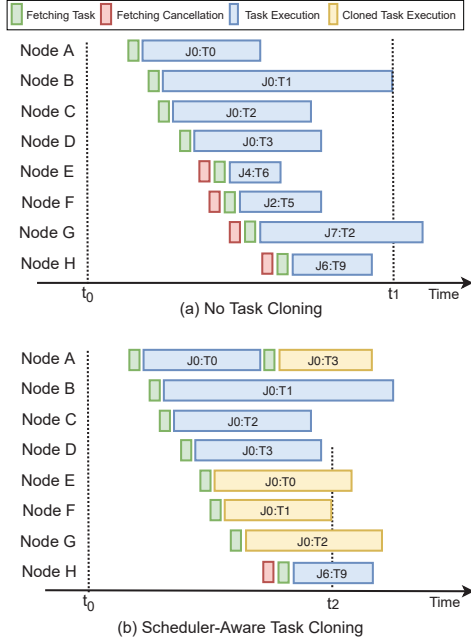 Fetching Task Fetching Cancellation Task Execution Cloned Task Execution
Node A J0:T0
Node B J0:T1
Node C J0:T2
Node D J0:T3
Node E J4:T6
Node F J2:T5
Node G J7:T2
Node H J6:T9
t0 t1 Time
(a) No Task Cloning
Node A J0:T0 J0:T3
Node B J0:T1
Node C J0:T2
Node D J0:T3
Node E J0:T0
Node F J0:T1
Node G J0:T2
Node H J6:T9
t0 t2 Time
(b) Scheduler-Aware Task Cloning